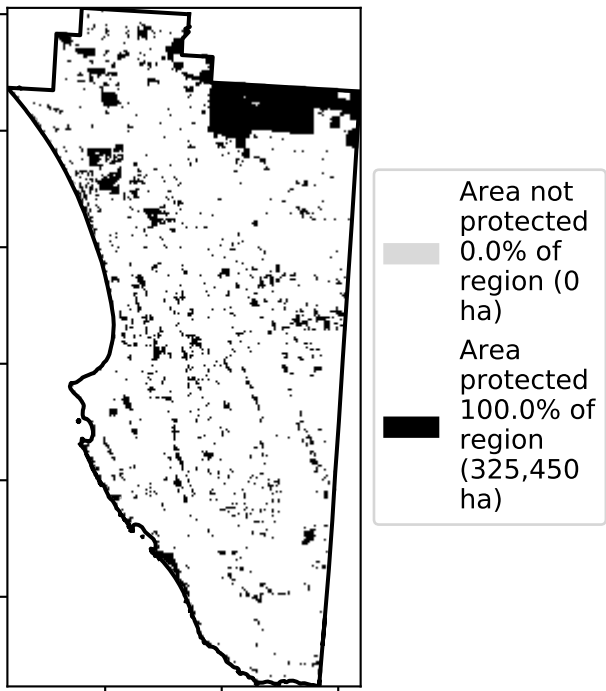 Area not
protected
0.0% of
region (0
ha)
Area
protected
100.0% of
region
(325,450
ha)